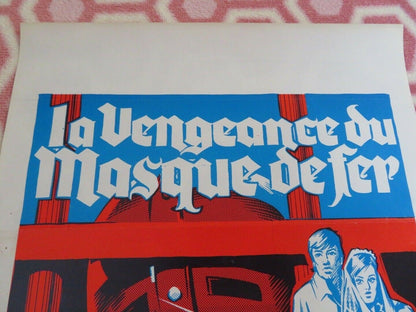 la Vengeance du
Masque de fer